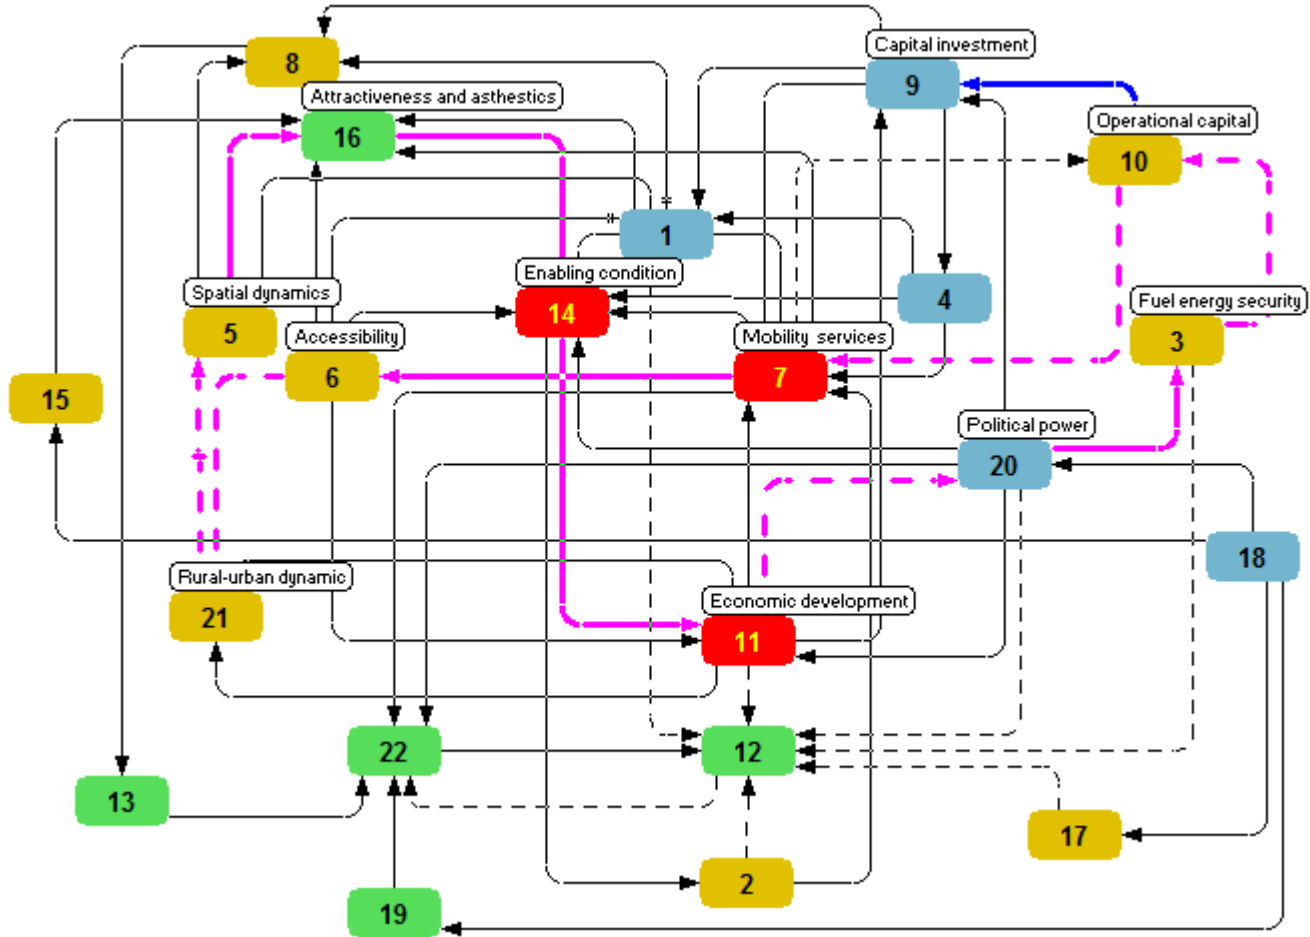 Capital investment
8
9
Attractiveness and asthestics
Operational capital
16
10
1
Enabling condition
Spatial dynamics
4
Fuel energy security
14
Accessibility
Mobility services
5
3
6
7
15
Political power
20
18
Rural-urban dynamic
Economic development
21
11
22
12
13
17
2
19